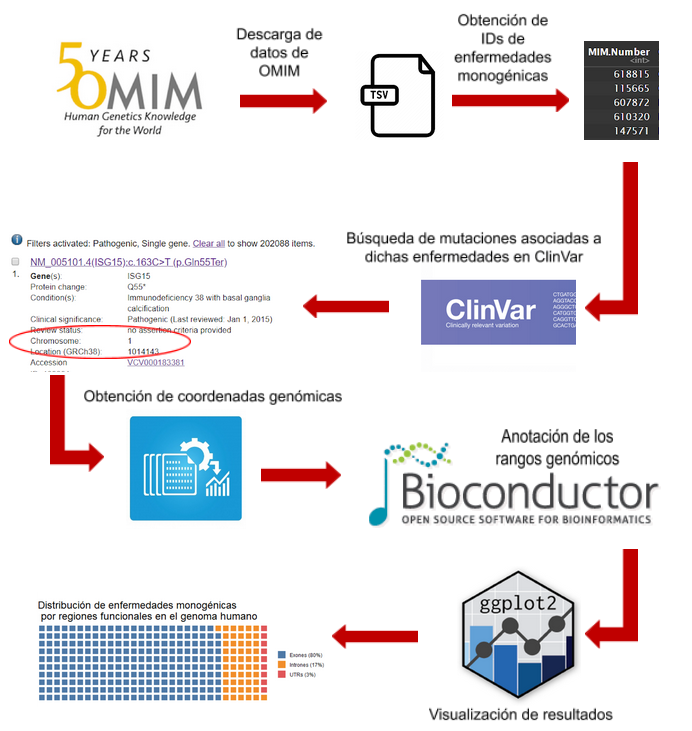 50 YEARS
OMIM
Human Genetics Knowledge
for the World
Descarga de
datos de
OMIM
TSV
Obtención de
IDs de
enfermedades
monogénicas
MIM.Number
<int>
618815
115665
607872
610320
147571
Búsqueda de mutaciones asociadas a
dichas enfermedades en ClinVar
ClinVar
Clinically relevant variation
Filters activated: Pathogenic, Single gene. Clear all to show 202088 items.
NM_005101.4(ISG15):c.163C>T (p.Gln55Ter)
1. Gene(s): ISG15
Protein change: Q55*
Condition(s): Immunodeficiency 38 with basal ganglia
calcification
Clinical significance: Pathogenic (Last reviewed: Jan 1, 2015)
Review status: no assertion criteria provided
Chromosome: 1
Location (GRCh38): 1014143
Accession VCV000183381
Obtención de coordenadas genómicas
Anotación de los
rangos genómicos
Bioconductor
OPEN SOURCE SOFTWARE FOR BIOINFORMATICS
ggplot2
Visualización de resultados
Distribución de enfermedades monogénicas
por regiones funcionales en el genoma humano
Exones (80%)
Intrones (17%)
UTRs (3%)